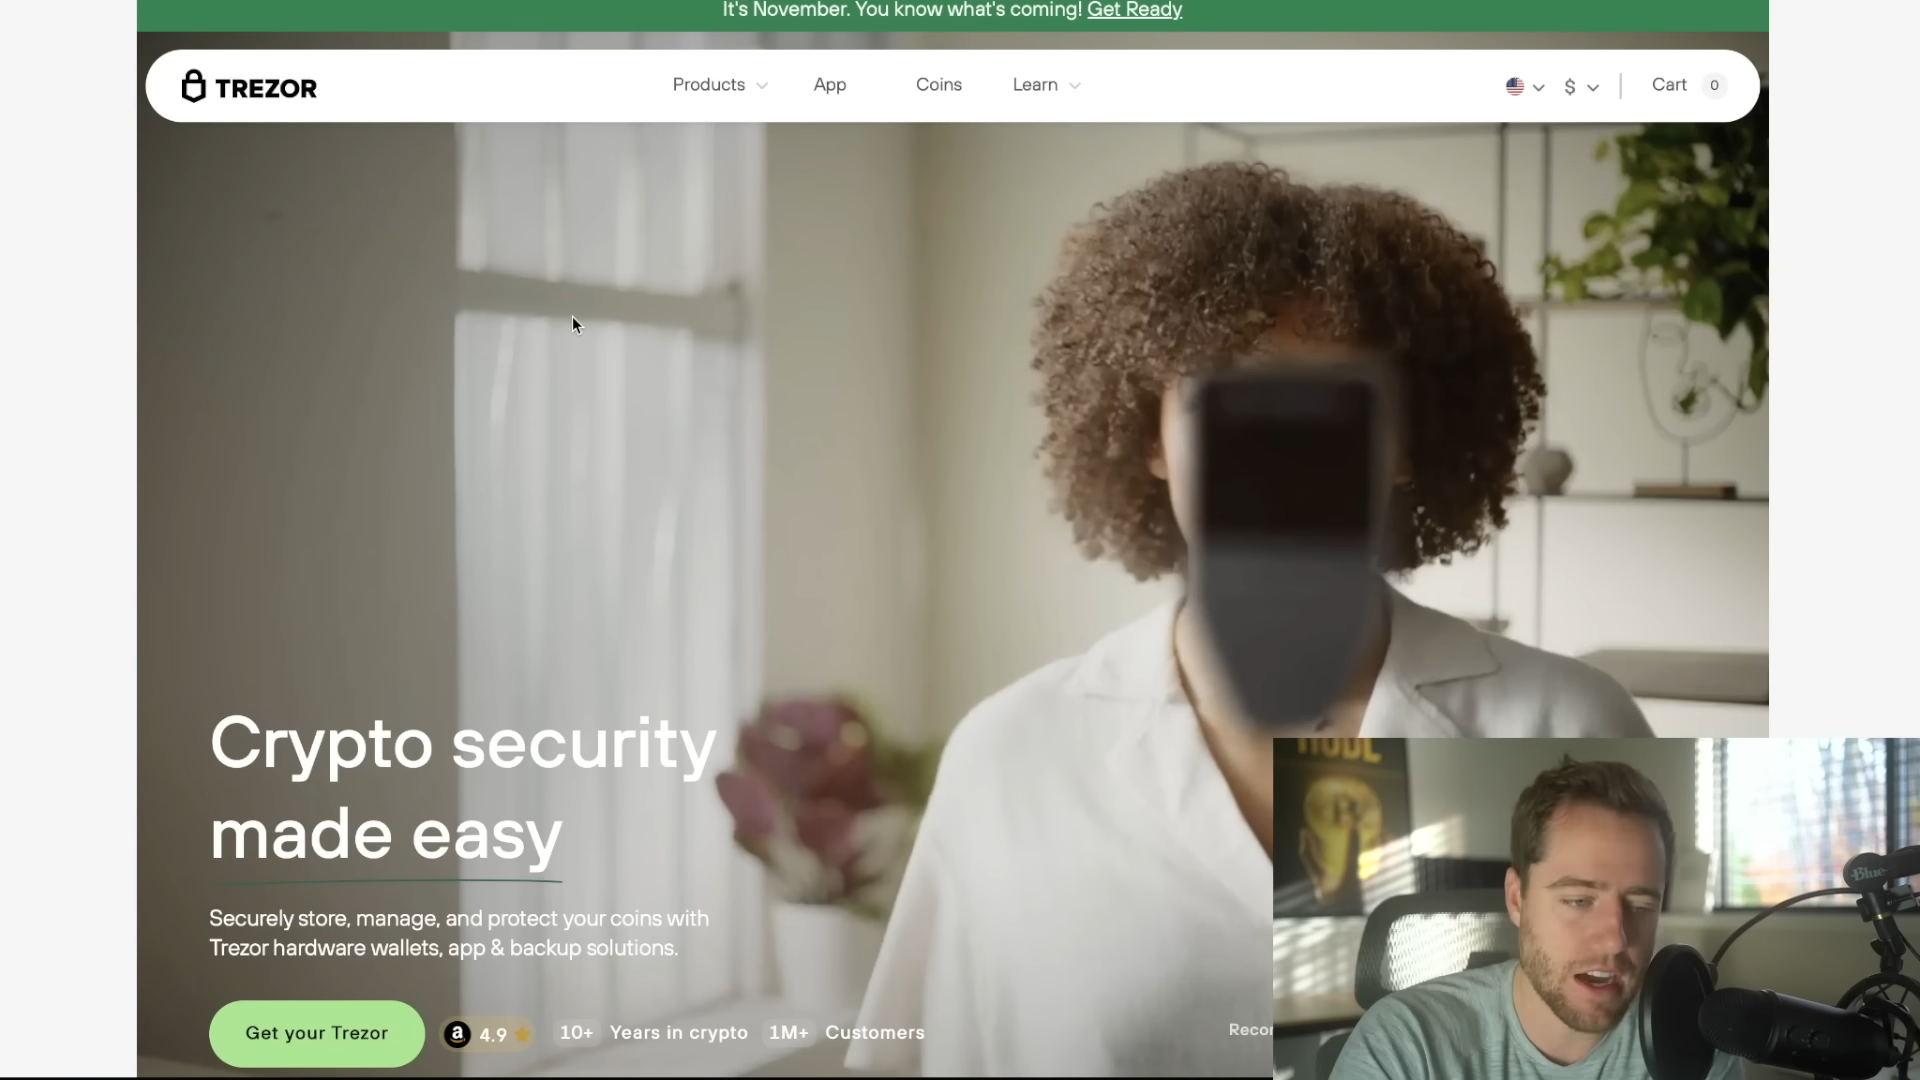 It's November. You know what's coming! Get Ready
TREZOR
Products
App
Coins
Learn
$
Cart
0
Crypto security
made easy
Securely store, manage, and protect your coins with
Trezor hardware wallets, app & backup solutions.
Get your Trezor
a 4.9
10+ Years in crypto
1M+ Customers
HODL
Blue